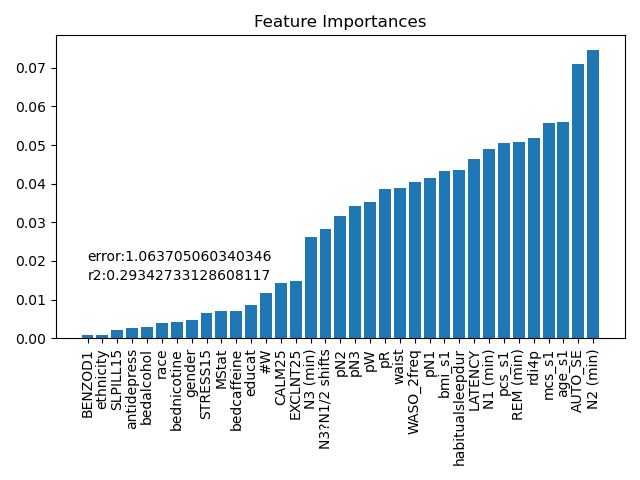 Feature Importances
0.07
0.06
0.05
0.04
0.03
0.02
0.01
0.00
error:1.063705060340346
r2:0.29342733128608117
BENZOD1
ethnicity
SLPILL15
antidepress
bedalcohol
race
bednicotine
gender
STRESS15
MStat
bedcaffeine
educat
#W
CALM25
EXCLNT25
N3 (min)
N3?N1/2 shifts
pN2
pN3
pW
pR
waist
WASO_2freq
pN1
bmi_s1
habitualsleepdur
LATENCY
N1 (min)
pcs_s1
REM (min)
rdi4p
mcs_s1
age_s1
AUTO_SE
N2 (min)